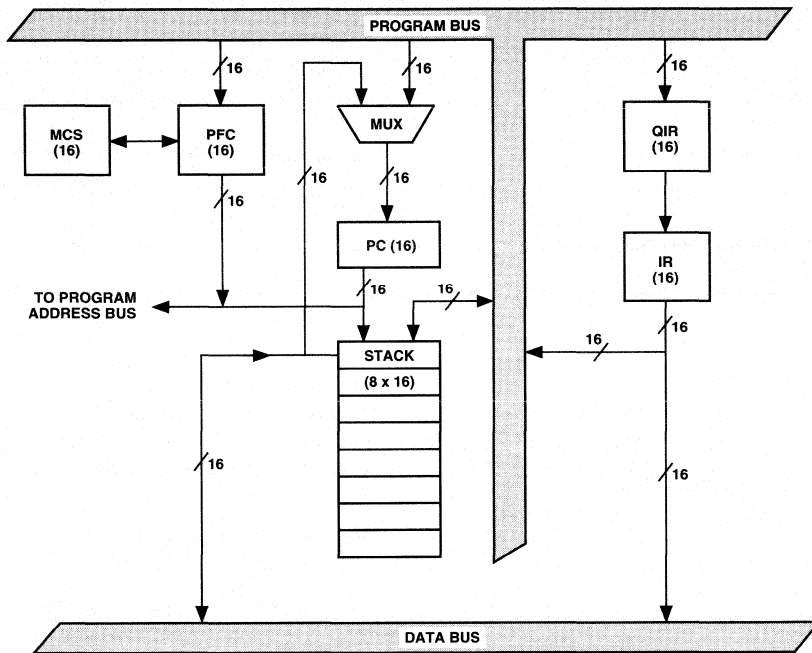 PROGRAM BUS
16
16
16
MCS
(16)
PFC
(16)
MUX
QIR
(16)
16
16
16
PC (16)
IR
(16)
TO PROGRAM
ADDRESS BUS
16
16
16
16
STACK
(8 x 16)
16
16
DATA BUS